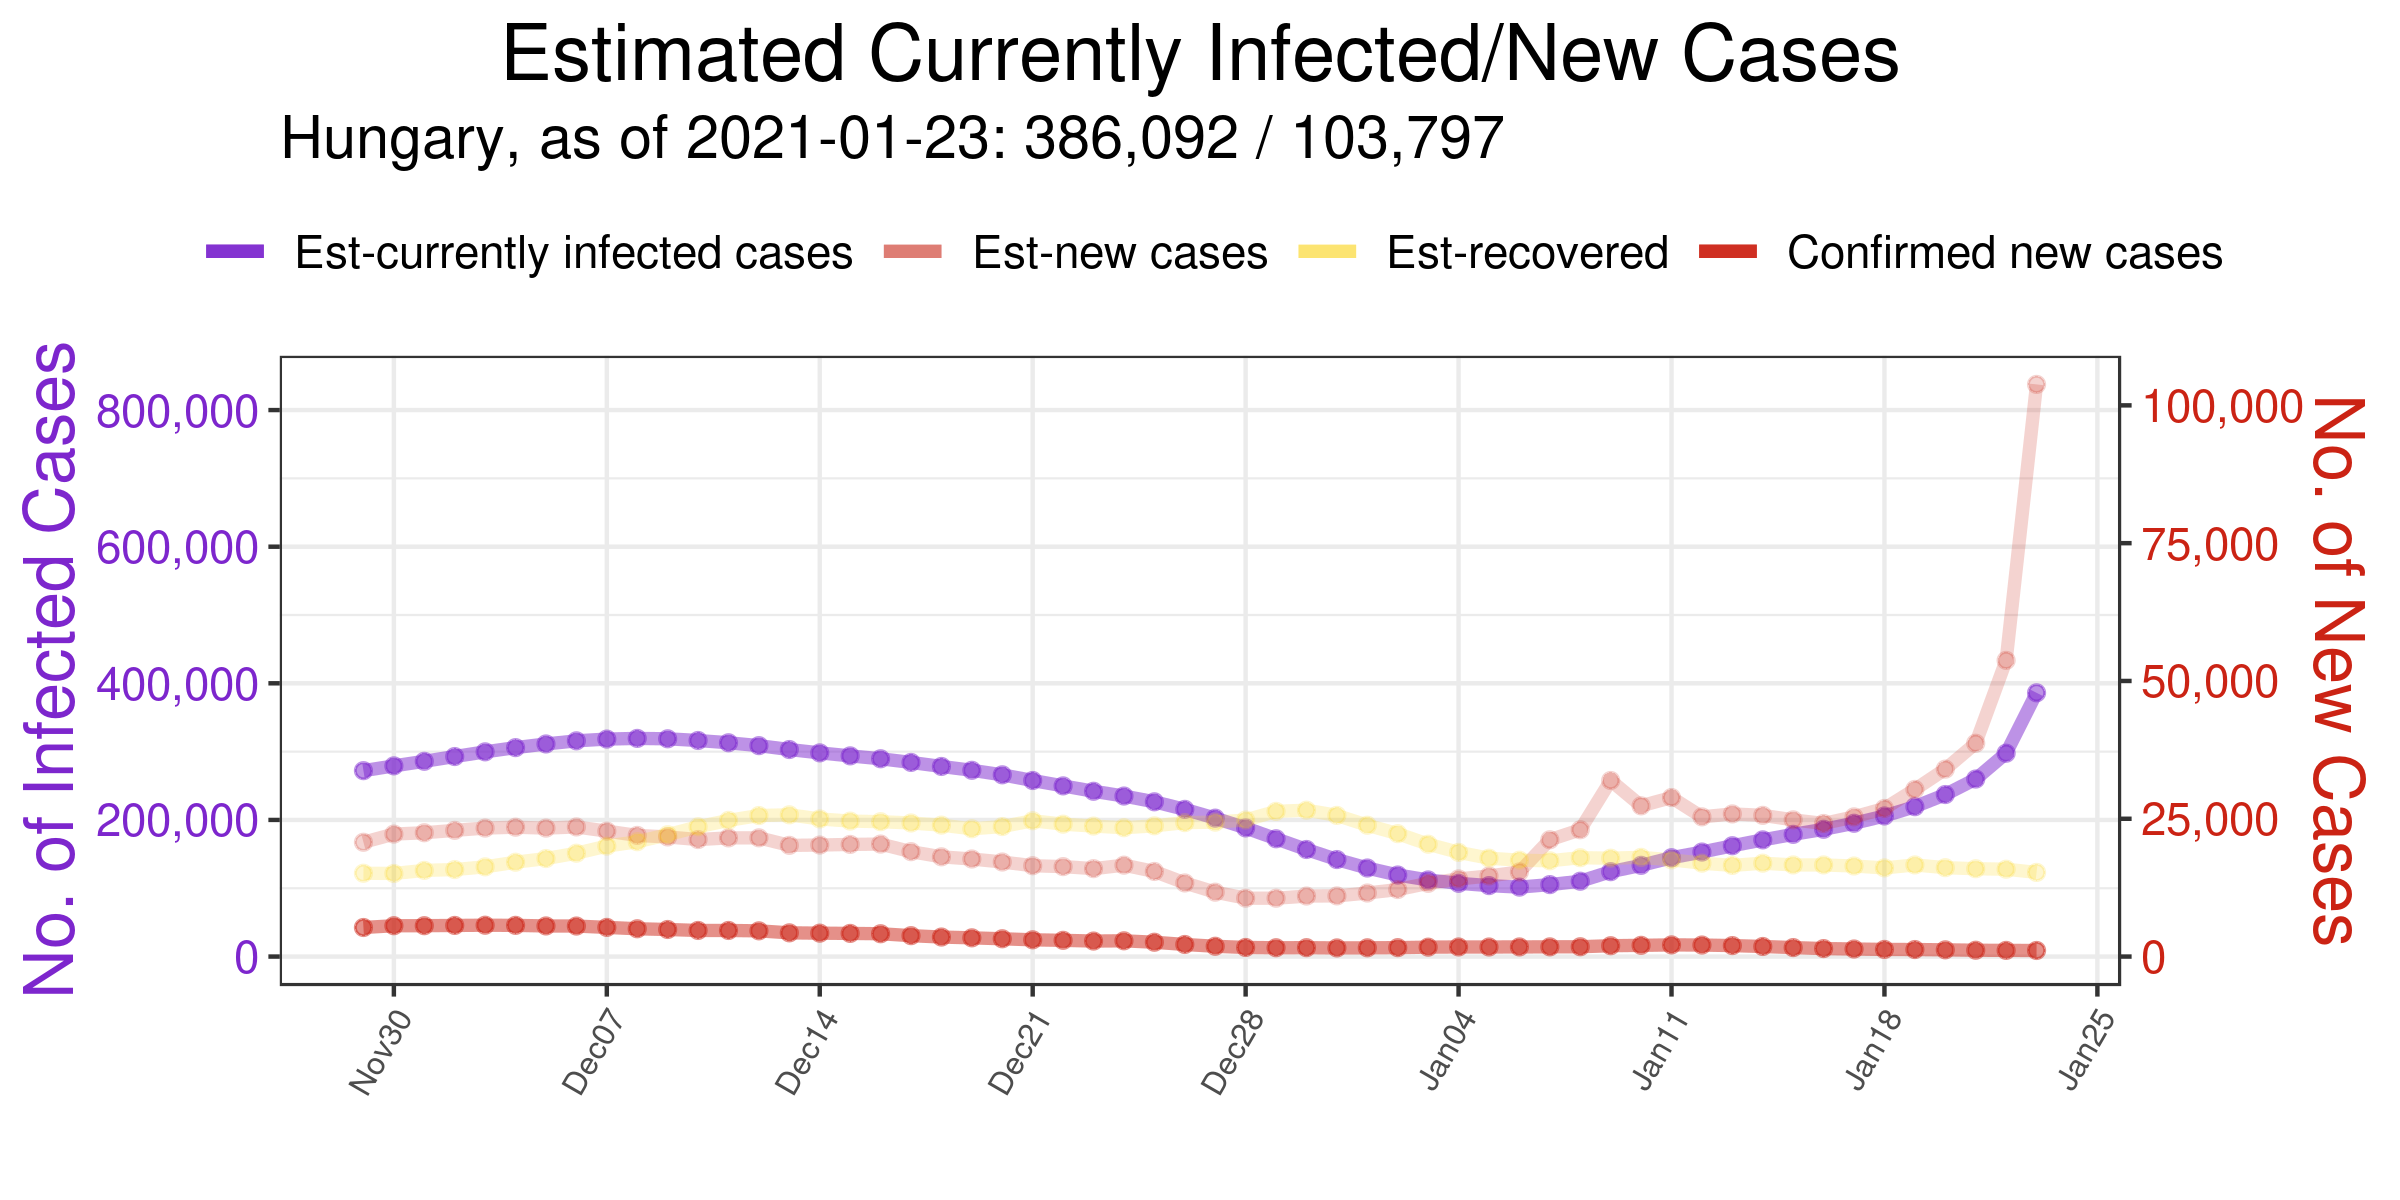 Estimated Currently Infected/New Cases
Hungary, as of 2021-01-23: 386,092 / 103,797
Est-currently infected cases Est-new cases Est-recovered Confirmed new cases
No. of Infected Cases
800,000
600,000
400,000
200,000
0
100,000
75,000
50,000
25,000
0
No. of New Cases
Nov30 Dec07 Dec14 Dec21 Dec28 Jan04 Jan11 Jan18 Jan25